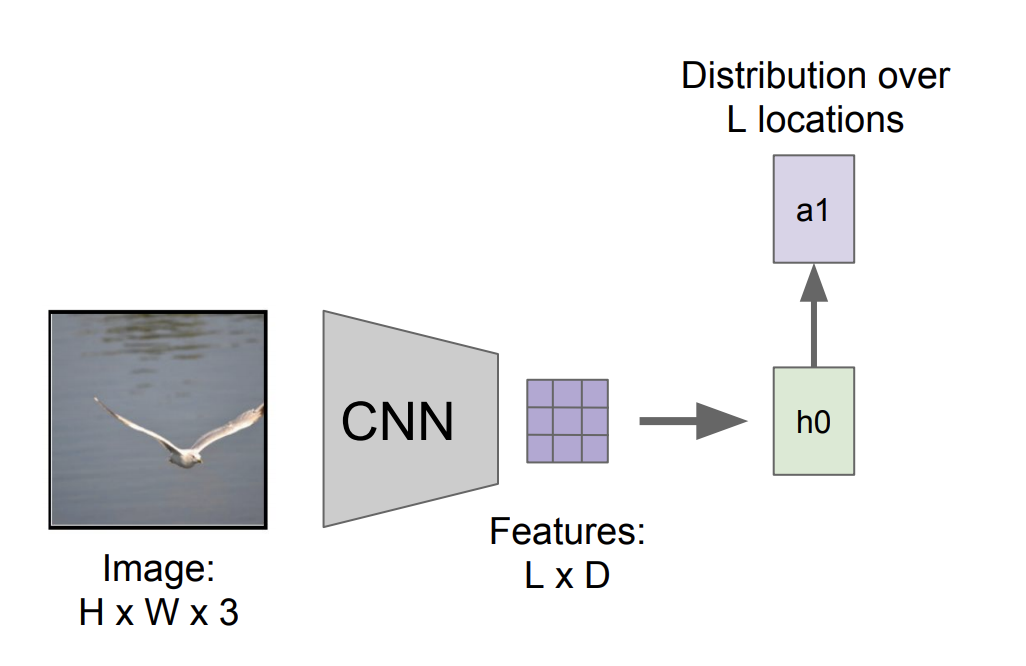 Distribution over
L locations
a1
CNN
h0
Features:
L x D
Image:
H x W x 3